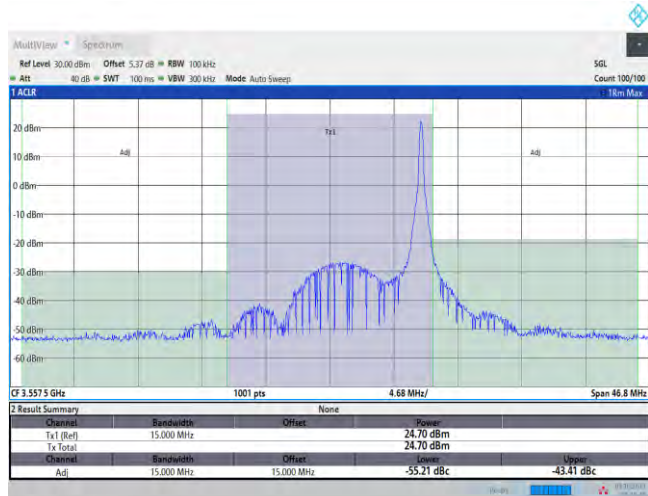 MultiView Spectrum
Ref Level 30.00 dBm Offset 5.37 dB RBW 100 kHz SGL
Att 40 dB SWT 100 ms VBW 300 kHz Mode Auto Sweep Count 100/100
1 ACLR 1Rm Max
20 dBm
Tx1
10 dBm Adj Adj
0 dBm
-10 dBm
-20 dBm
-30 dBm
-40 dBm
-50 dBm
-60 dBm
CF 3.5575 GHz 1001 pts 4.68 MHz/ Span 46.8 MHz
2 Result Summary None
Channel Bandwidth Offset Power
Tx1 (Ref) 15.000 MHz 24.70 dBm
Tx Total 24.70 dBm
Channel Bandwidth Offset Lower Upper
Adj 15.000 MHz 15.000 MHz -55.21 dBc -43.41 dBc